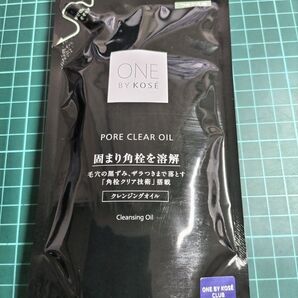 ONE
BY KOSÉ
PORE CLEAR OIL
固まり角栓を溶解
毛穴の黒ずみ、ザラつきまで落とす
「角栓クリア技術」搭載
クレンジングオイル
Cleansing Oil
ONE BY KOSÉ
CLUB